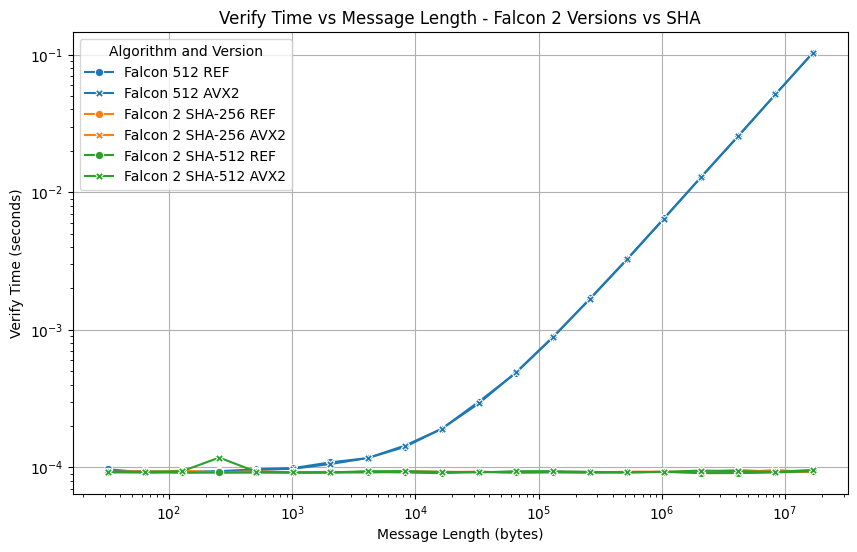 Verify Time vs Message Length - Falcon 2 Versions vs SHA
Algorithm and Version
Falcon 512 REF
Falcon 512 AVX2
Falcon 2 SHA-256 REF
Falcon 2 SHA-256 AVX2
Falcon 2 SHA-512 REF
Falcon 2 SHA-512 AVX2
Verify Time (seconds)
10⁻¹
10⁻²
10⁻³
10⁻⁴
10² 10³ 10⁴ 10⁵ 10⁶ 10⁷
Message Length (bytes)